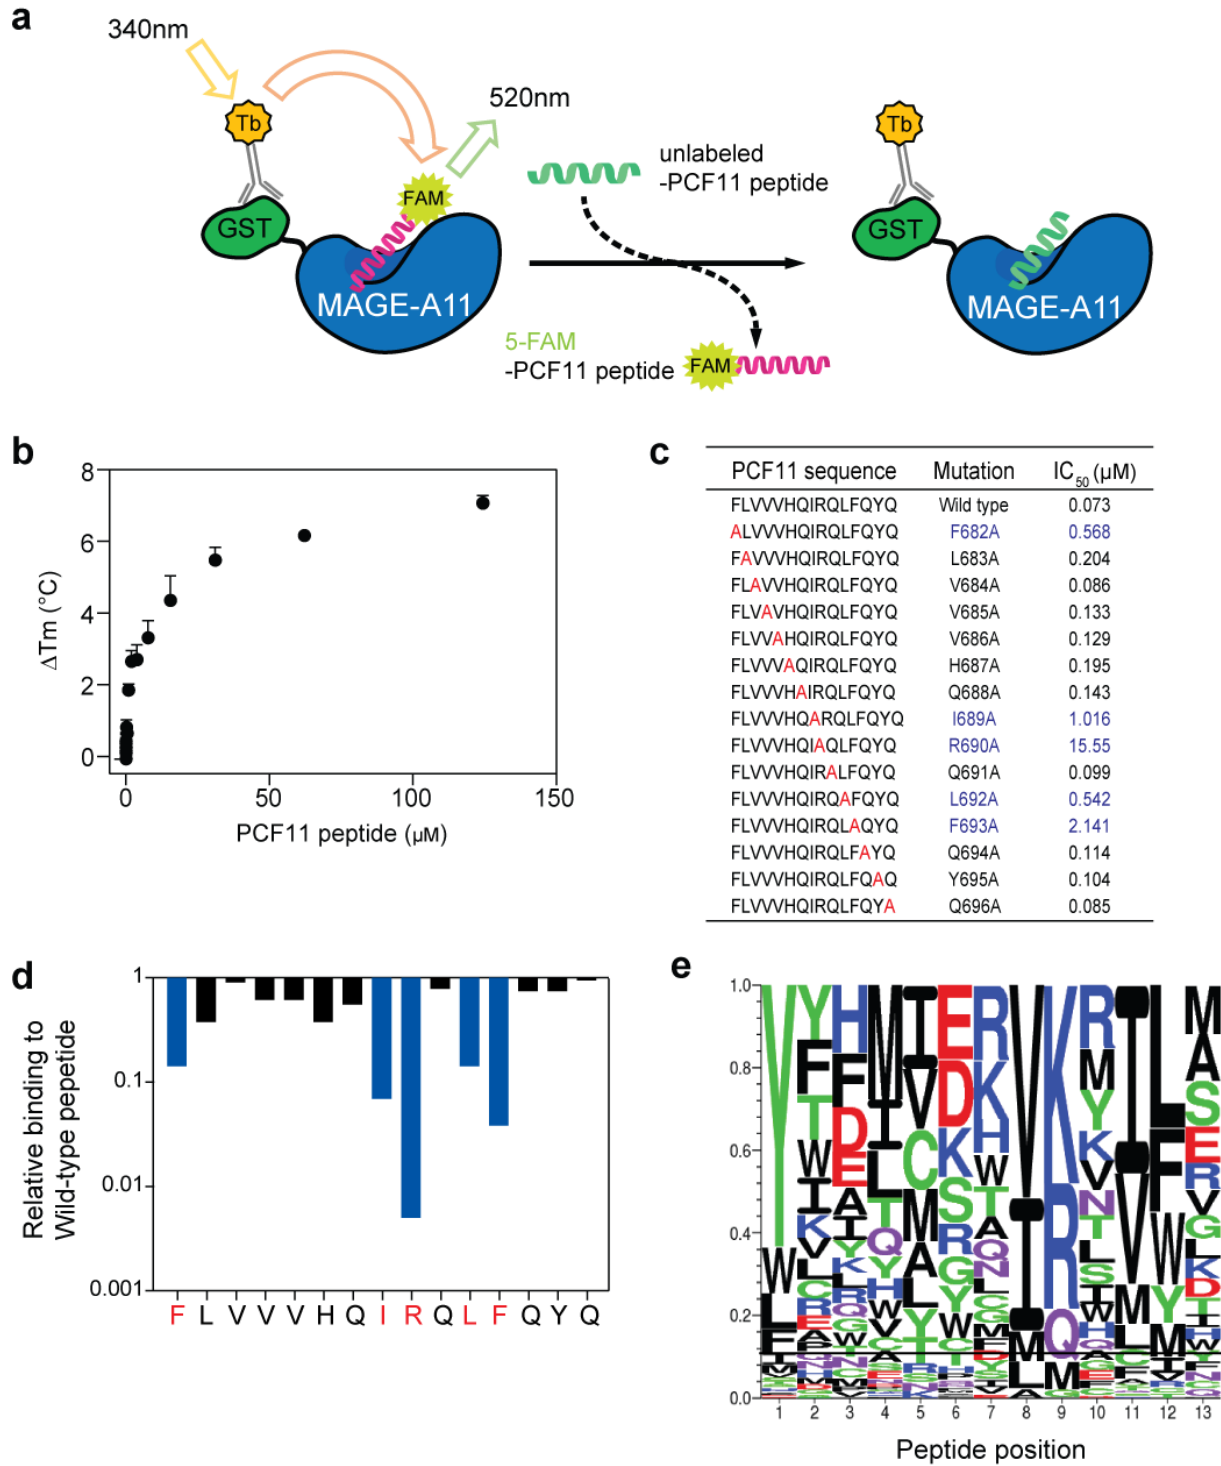 a
340nm
Tb
520nm
FAM
GST
MAGE-A11
unlabeled
-PCF11 peptide
5-FAM
-PCF11 peptide
FAM
Tb
GST
MAGE-A11
b
8
6
4
2
0
ΔTm (°C)
0 50 100 150
PCF11 peptide (µM)
c
PCF11 sequence Mutation IC50 (µM)
FLVVVHQIRQLFQYQ Wild type 0.073
ALVVVHQIRQLFQYQ F682A 0.568
FAVVVHQIRQLFQYQ L683A 0.204
FLAVVHQIRQLFQYQ V684A 0.086
FLVAVHQIRQLFQYQ V685A 0.133
FLVVAHQIRQLFQYQ V686A 0.129
FLVVVAQIRQLFQYQ H687A 0.195
FLVVVHAIRQLFQYQ Q688A 0.143
FLVVVHQARQLFQYQ I689A 1.016
FLVVVHQIAQLFQYQ R690A 15.55
FLVVVHQIRALFQYQ Q691A 0.099
FLVVVHQIRQAFQYQ L692A 0.542
FLVVVHQIRQLAQYQ F693A 2.141
FLVVVHQIRQLFAYQ Q694A 0.114
FLVVVHQIRQLFQAQ Y695A 0.104
FLVVVHQIRQLFQYA Q696A 0.085
d
Relative binding to
Wild-type pepetide
1
0.1
0.01
0.001
F L V V V H Q I R Q L F Q Y Q
e
1.0
0.8
0.6
0.4
0.2
0.0
1 2 3 4 5 6 7 8 9 10 11 12 13
Peptide position